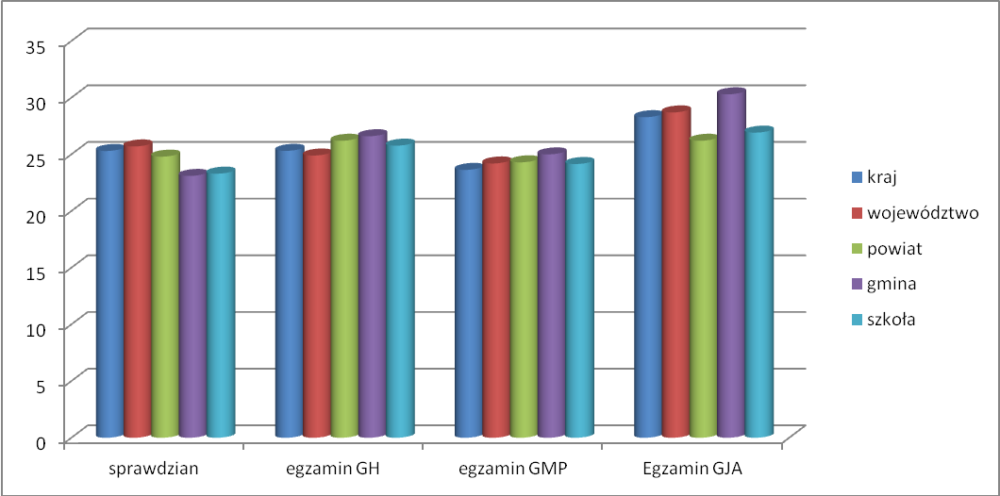 35
30
25
20
15
10
5
0
sprawdzian
egzamin GH
egzamin GMP
Egzamin GJA
kraj
województwo
powiat
gmina
szkoła